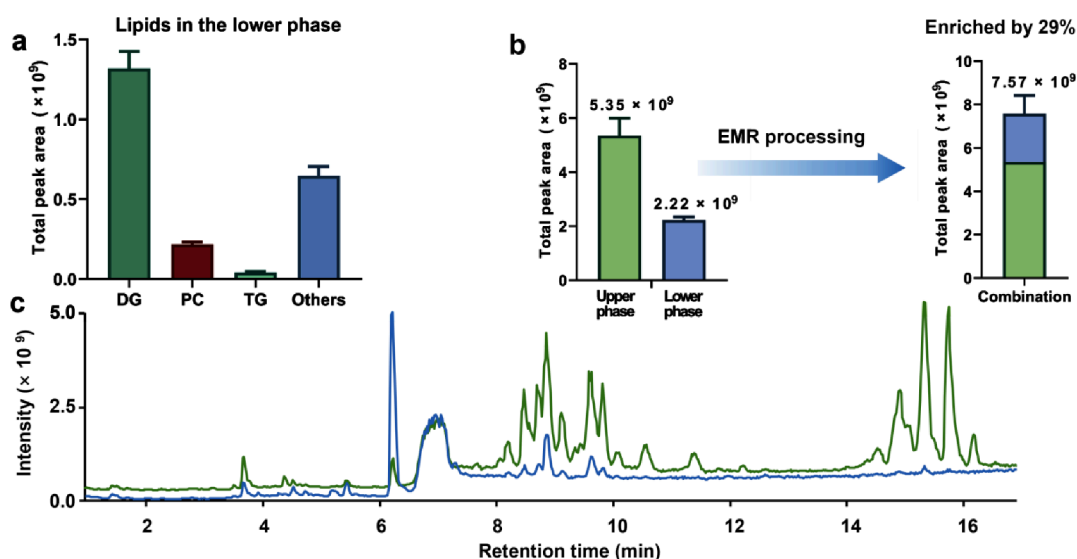 a
Lipids in the lower phase
Total peak area (×10⁹)
1.5
1.0
0.5
0.0
DG
PC
TG
Others
b
Total peak area (×10⁹)
8
6
4
2
0
5.35 × 10⁹
2.22 × 10⁹
Upper
phase
Lower
phase
EMR processing
Enriched by 29%
Total peak area (×10⁹)
10
8
6
4
2
0
7.57 × 10⁹
Combination
c
Intensity (× 10⁹)
5.0
2.5
0.0
2
4
6
8
10
12
14
16
Retention time (min)